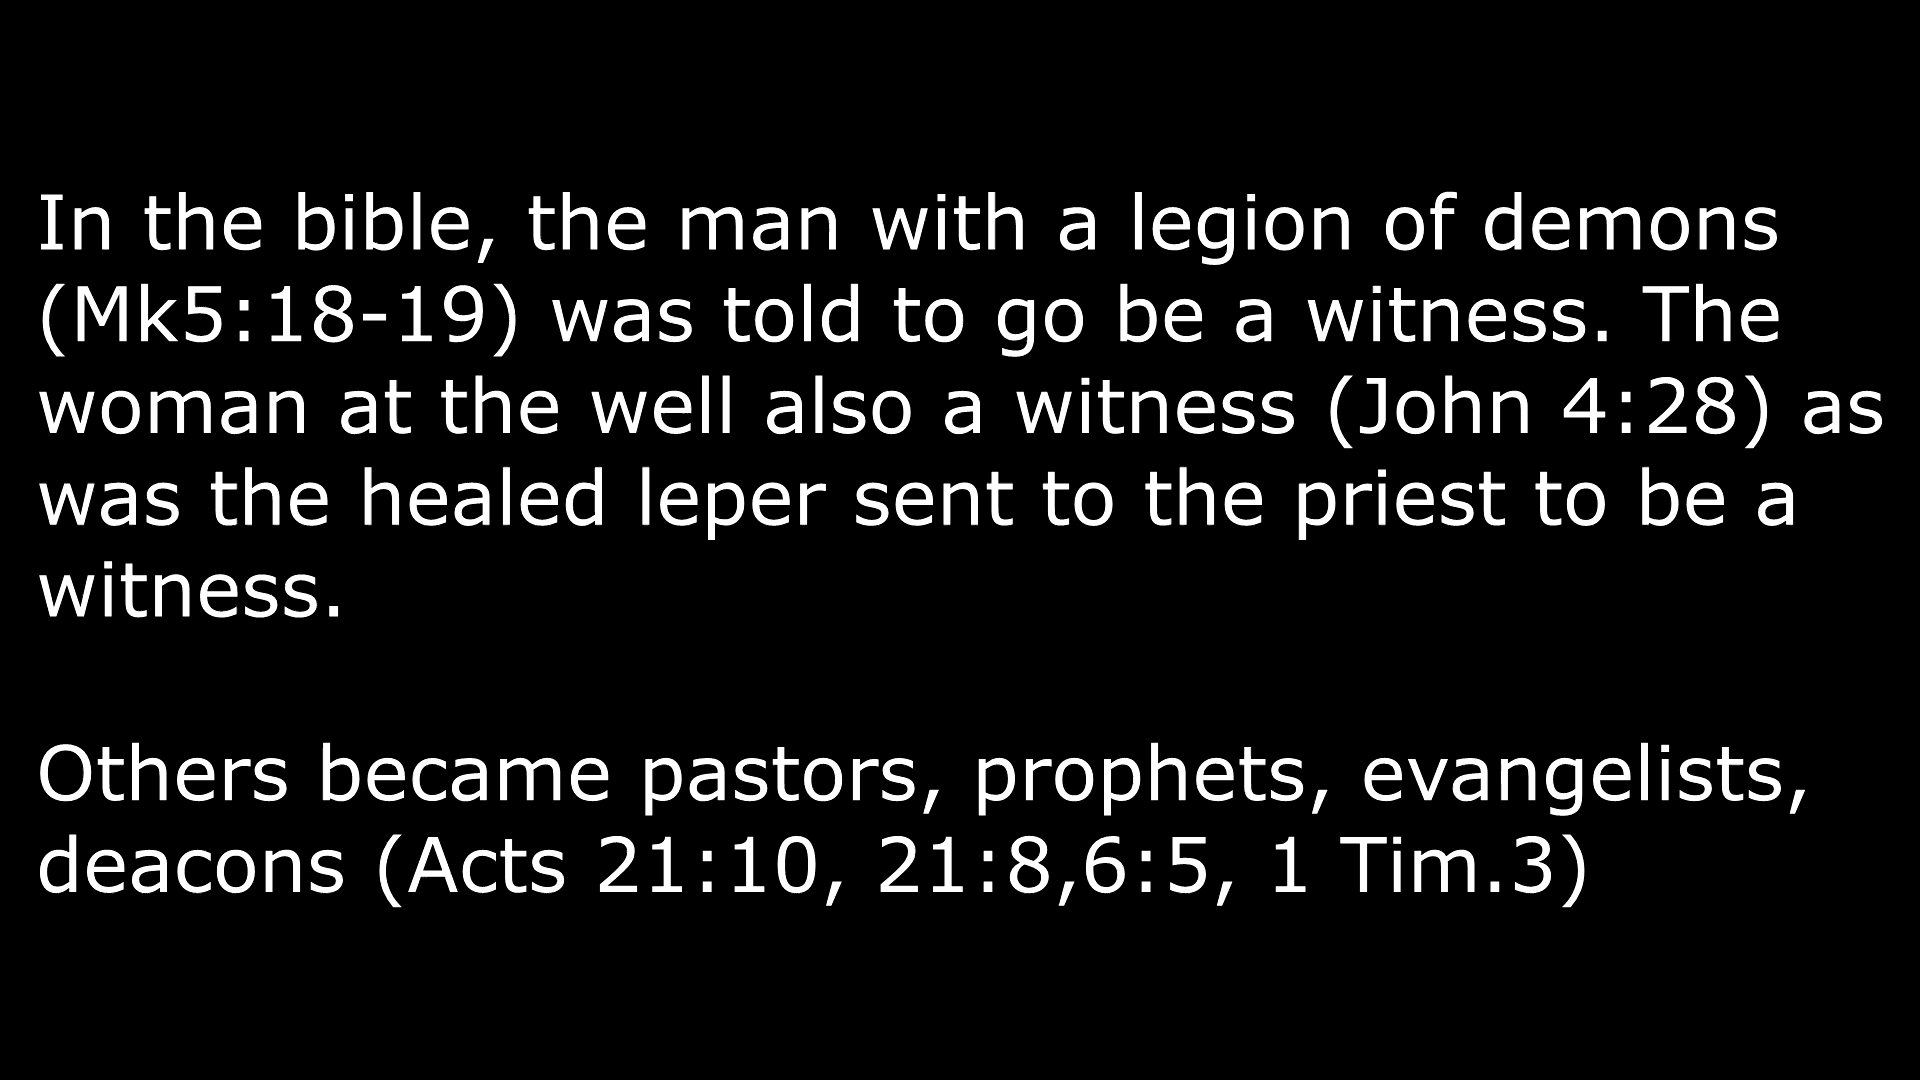 In the bible, the man with a legion of demons
(Mk5:18-19) was told to go be a witness. The
woman at the well also a witness (John 4:28) as
was the healed leper sent to the priest to be a
witness.
Others became pastors, prophets, evangelists,
deacons (Acts 21:10, 21:8,6:5, 1 Tim.3)